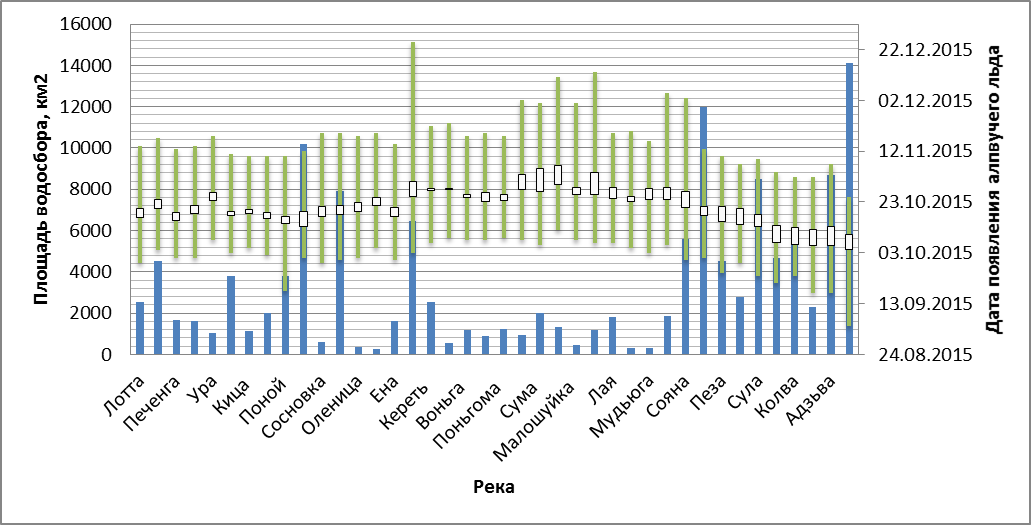 Площадь водосбора, км2
16000
14000
12000
10000
8000
6000
4000
2000
0
22.12.2015
02.12.2015
12.11.2015
23.10.2015
03.10.2015
13.09.2015
24.08.2015
Дата появления алпвучего льда
Лотта
Печенга
Ура
Кица
Поной
Сосновка
Оленица
Ена
Кереть
Воньга
Поньгома
Сума
Малошуйка
Лая
Мудьюга
Сояна
Пеза
Сула
Колва
Адзьва
Река